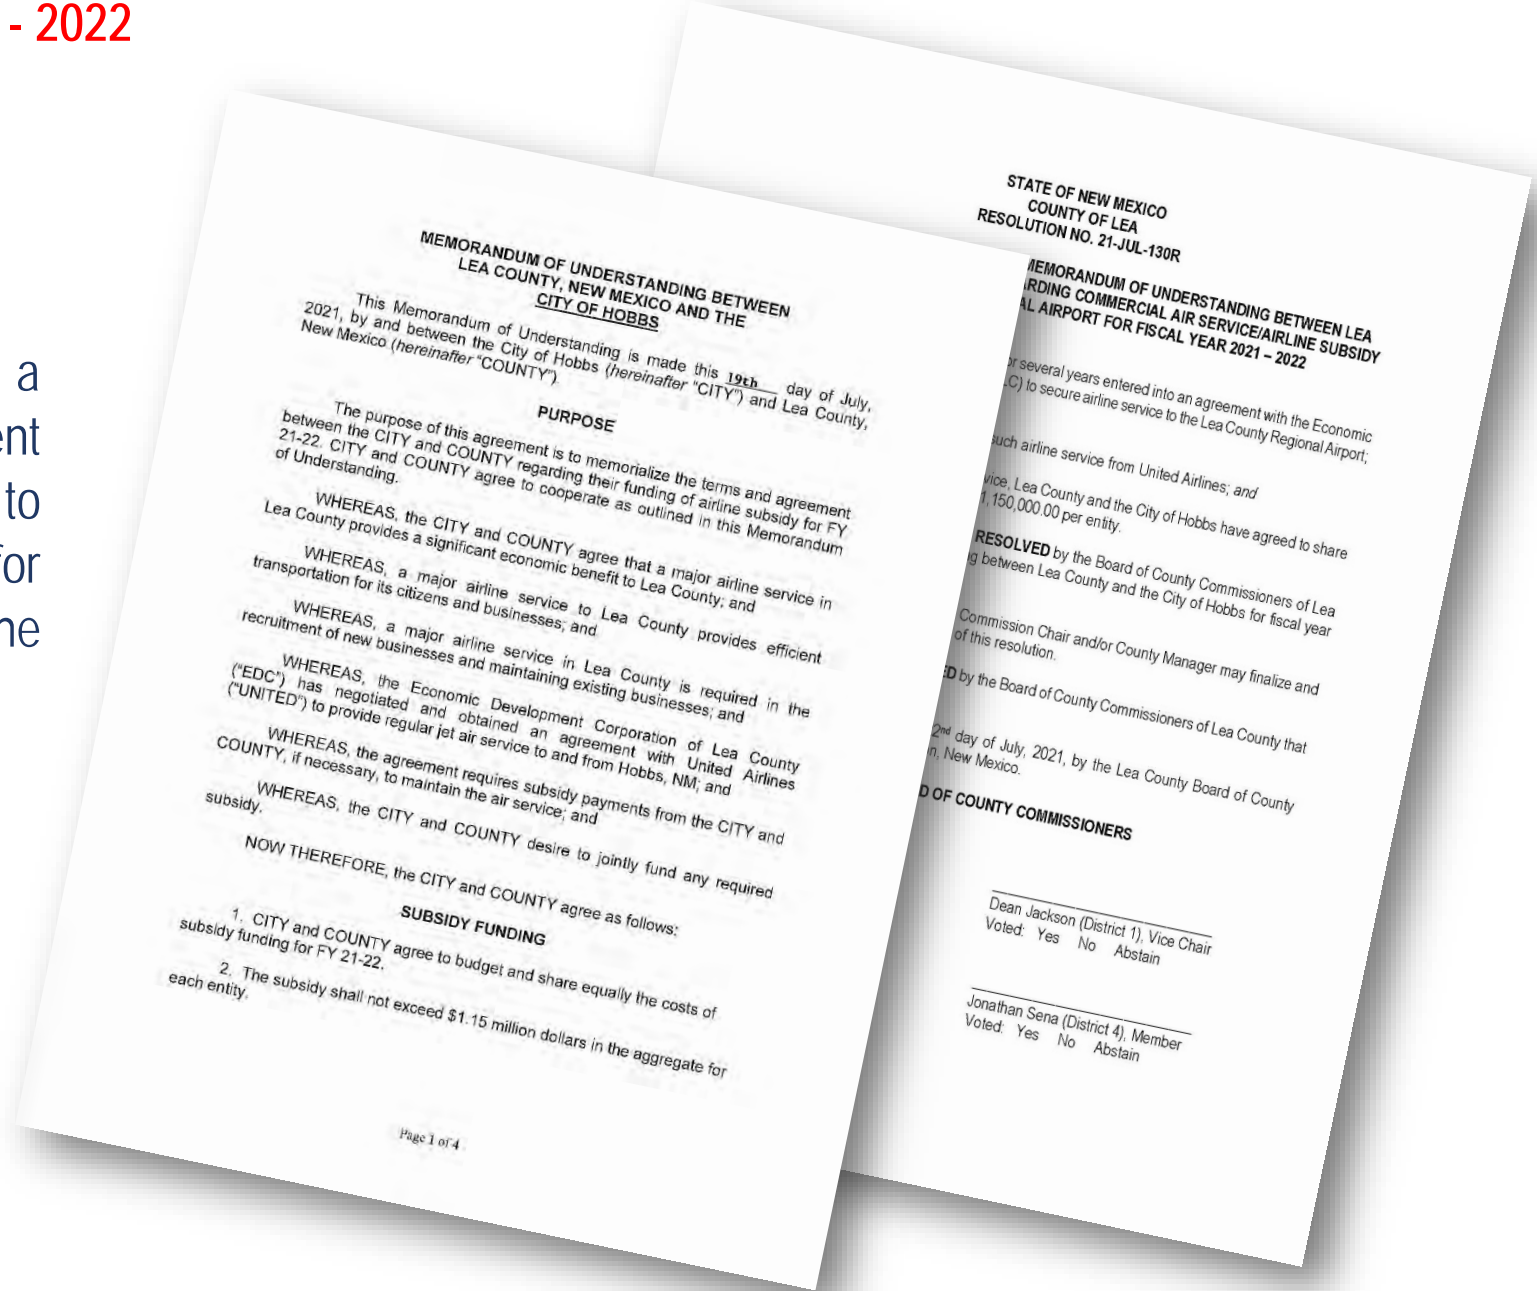 - 2022
a
ent
to
for
he
MEMORANDUM OF UNDERSTANDING BETWEEN
LEA COUNTY, NEW MEXICO AND THE
CITY OF HOBBS
This Memorandum of Understanding is made this 19th day of July,
2021, by and between the City of Hobbs (hereinafter "CITY") and Lea County,
New Mexico (hereinafter "COUNTY")
PURPOSE
The purpose of this agreement is to memorialize the terms and agreement
between the CITY and COUNTY regarding their funding of airline subsidy for FY
21-22. CITY and COUNTY agree to cooperate as outlined in this Memorandum
of Understanding.
WHEREAS, the CITY and COUNTY agree that a major airline service in
Lea County provides a significant economic benefit to Lea County; and
WHEREAS, a major airline service to Lea County provides efficient
transportation for its citizens and businesses; and
WHEREAS, a major airline service in Lea County is required in the
recruitment of new businesses and maintaining existing businesses; and
WHEREAS, the Economic Development Corporation of Lea County
("EDC") has negotiated and obtained an agreement with United Airlines
("UNITED") to provide regular jet air service to and from Hobbs, NM; and
WHEREAS, the agreement requires subsidy payments from the CITY and
COUNTY, if necessary, to maintain the air service; and
WHEREAS, the CITY and COUNTY desire to jointly fund any required
subsidy.
NOW THEREFORE, the CITY and COUNTY agree as follows:
SUBSIDY FUNDING
1. CITY and COUNTY agree to budget and share equally the costs of
subsidy funding for FY 21-22.
2. The subsidy shall not exceed $1.15 million dollars in the aggregate for
each entity.
Page 1 of 4
STATE OF NEW MEXICO
COUNTY OF LEA
RESOLUTION NO. 21-JUL-130R
MEMORANDUM OF UNDERSTANDING BETWEEN LEA
RDING COMMERCIAL AIR SERVICE/AIRLINE SUBSIDY
AL AIRPORT FOR FISCAL YEAR 2021 – 2022
or several years entered into an agreement with the Economic
LC) to secure airline service to the Lea County Regional Airport;
such airline service from United Airlines; and
vice, Lea County and the City of Hobbs have agreed to share
1,150,000.00 per entity.
RESOLVED by the Board of County Commissioners of Lea
g between Lea County and the City of Hobbs for fiscal year
Commission Chair and/or County Manager may finalize and
of this resolution.
ED by the Board of County Commissioners of Lea County that
2nd day of July, 2021, by the Lea County Board of County
n, New Mexico.
D OF COUNTY COMMISSIONERS
Dean Jackson (District 1), Vice Chair
Voted: Yes No Abstain
Jonathan Sena (District 4), Member
Voted: Yes No Abstain